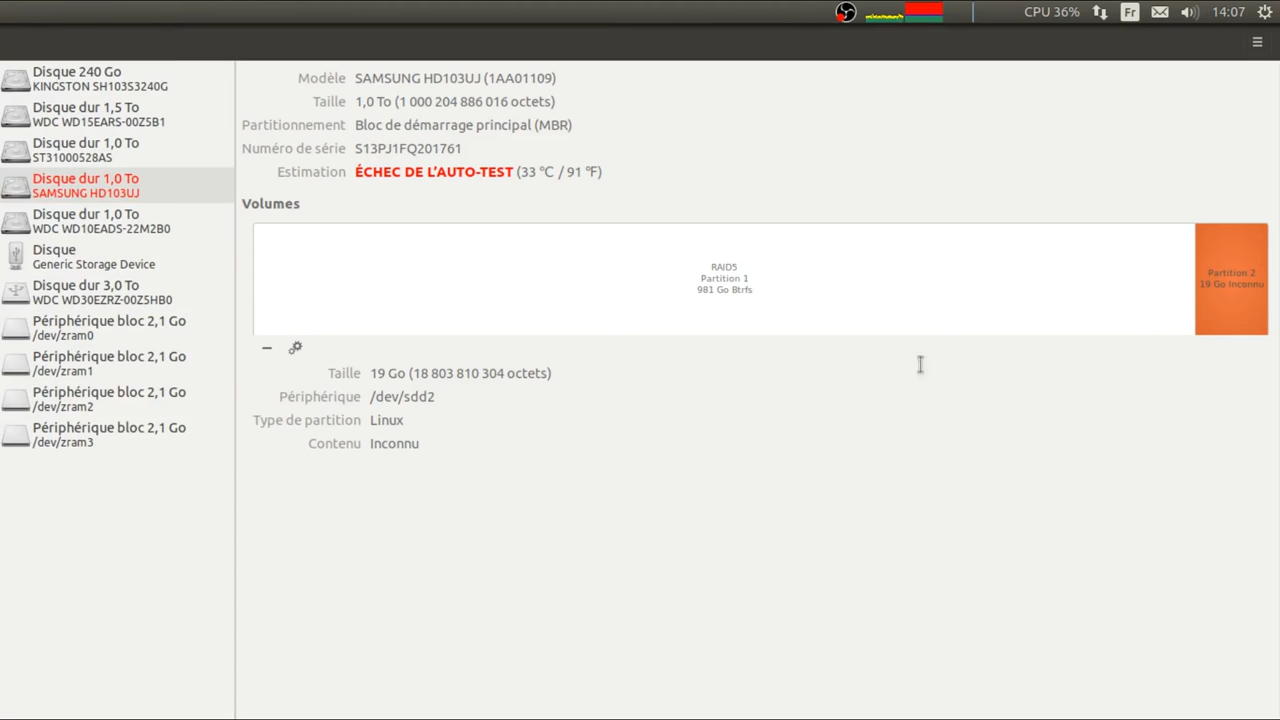 CPU 36%
Fr
14:07
Disque 240 Go
KINGSTON SH103S3240G
Disque dur 1,5 To
WDC WD15EARS-00Z5B1
Disque dur 1,0 To
ST31000528AS
Disque dur 1,0 To
SAMSUNG HD103UJ
Disque dur 1,0 To
WDC WD10EADS-22M2B0
Disque
Generic Storage Device
Disque dur 3,0 To
WDC WD30EZRZ-00Z5HB0
Périphérique bloc 2,1 Go
/dev/zram0
Périphérique bloc 2,1 Go
/dev/zram1
Périphérique bloc 2,1 Go
/dev/zram2
Périphérique bloc 2,1 Go
/dev/zram3
Modèle SAMSUNG HD103UJ (1AA01109)
Taille 1,0 To (1 000 204 886 016 octets)
Partitionnement Bloc de démarrage principal (MBR)
Numéro de série S13PJ1FQ201761
Estimation ÉCHEC DE L’AUTO-TEST (33 °C / 91 °F)
Volumes
RAID5
Partition 1
981 Go Btrfs
Partition 2
19 Go Inconnu
Taille 19 Go (18 803 810 304 octets)
Périphérique /dev/sdd2
Type de partition Linux
Contenu Inconnu